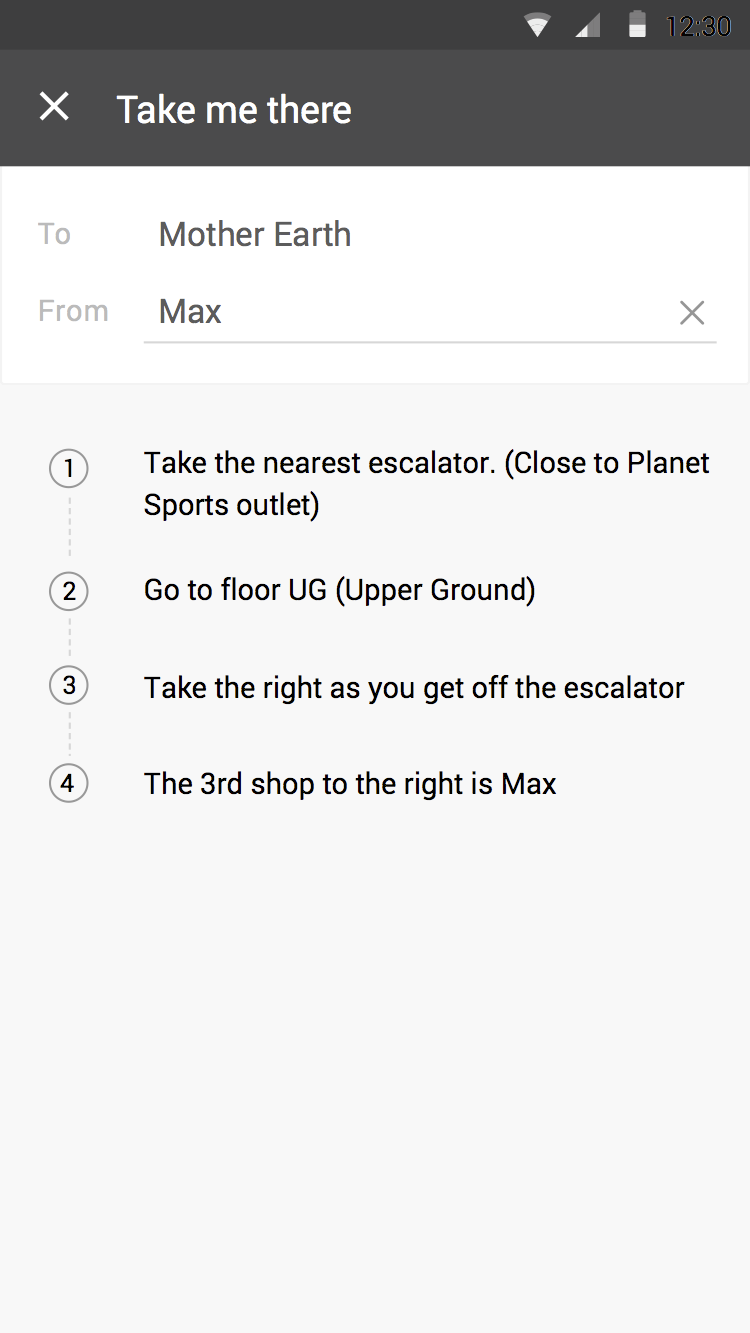 12:30
Take me there
To Mother Earth
From Max
1 Take the nearest escalator. (Close to Planet
Sports outlet)
2 Go to floor UG (Upper Ground)
3 Take the right as you get off the escalator
4 The 3rd shop to the right is Max